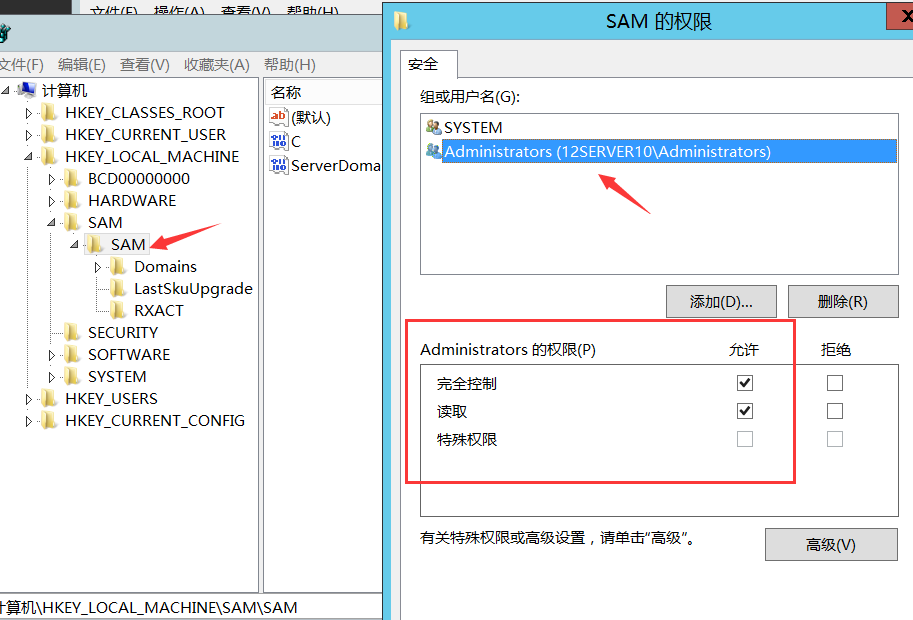 文件(F) 操作(A) 查看(V) 帮助(H)
文件(F) 编辑(E) 查看(V) 收藏夹(A) 帮助(H)
计算机
HKEY_CLASSES_ROOT
HKEY_CURRENT_USER
HKEY_LOCAL_MACHINE
BCD00000000
HARDWARE
SAM
SAM
Domains
LastSkuUpgrade
RXACT
SECURITY
SOFTWARE
SYSTEM
HKEY_USERS
HKEY_CURRENT_CONFIG
名称
(默认)
C
ServerDoma
计算机\HKEY_LOCAL_MACHINE\SAM\SAM
SAM 的权限
安全
组或用户名(G):
SYSTEM
Administrators (12SERVER10\Administrators)
添加(D)... 删除(R)
Administrators 的权限(P) 允许 拒绝
完全控制
读取
特殊权限
有关特殊权限或高级设置，请单击“高级”。
高级(V)